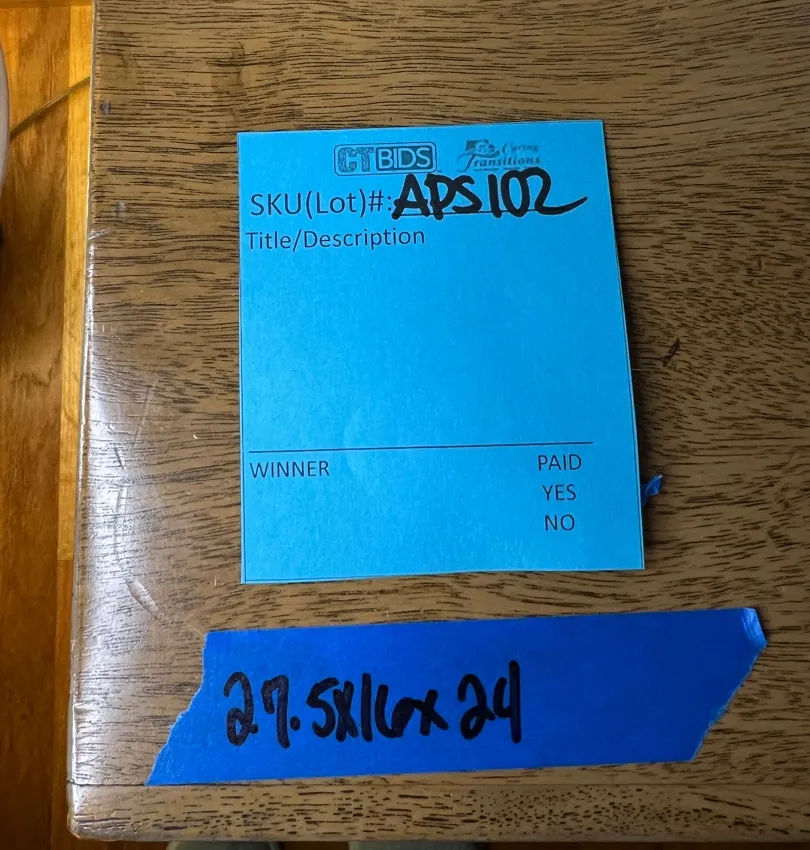 CTBIDS Caring Transitions
SKU(Lot)#: APS102
Title/Description
WINNER PAID
YES
NO
27.5x16x24